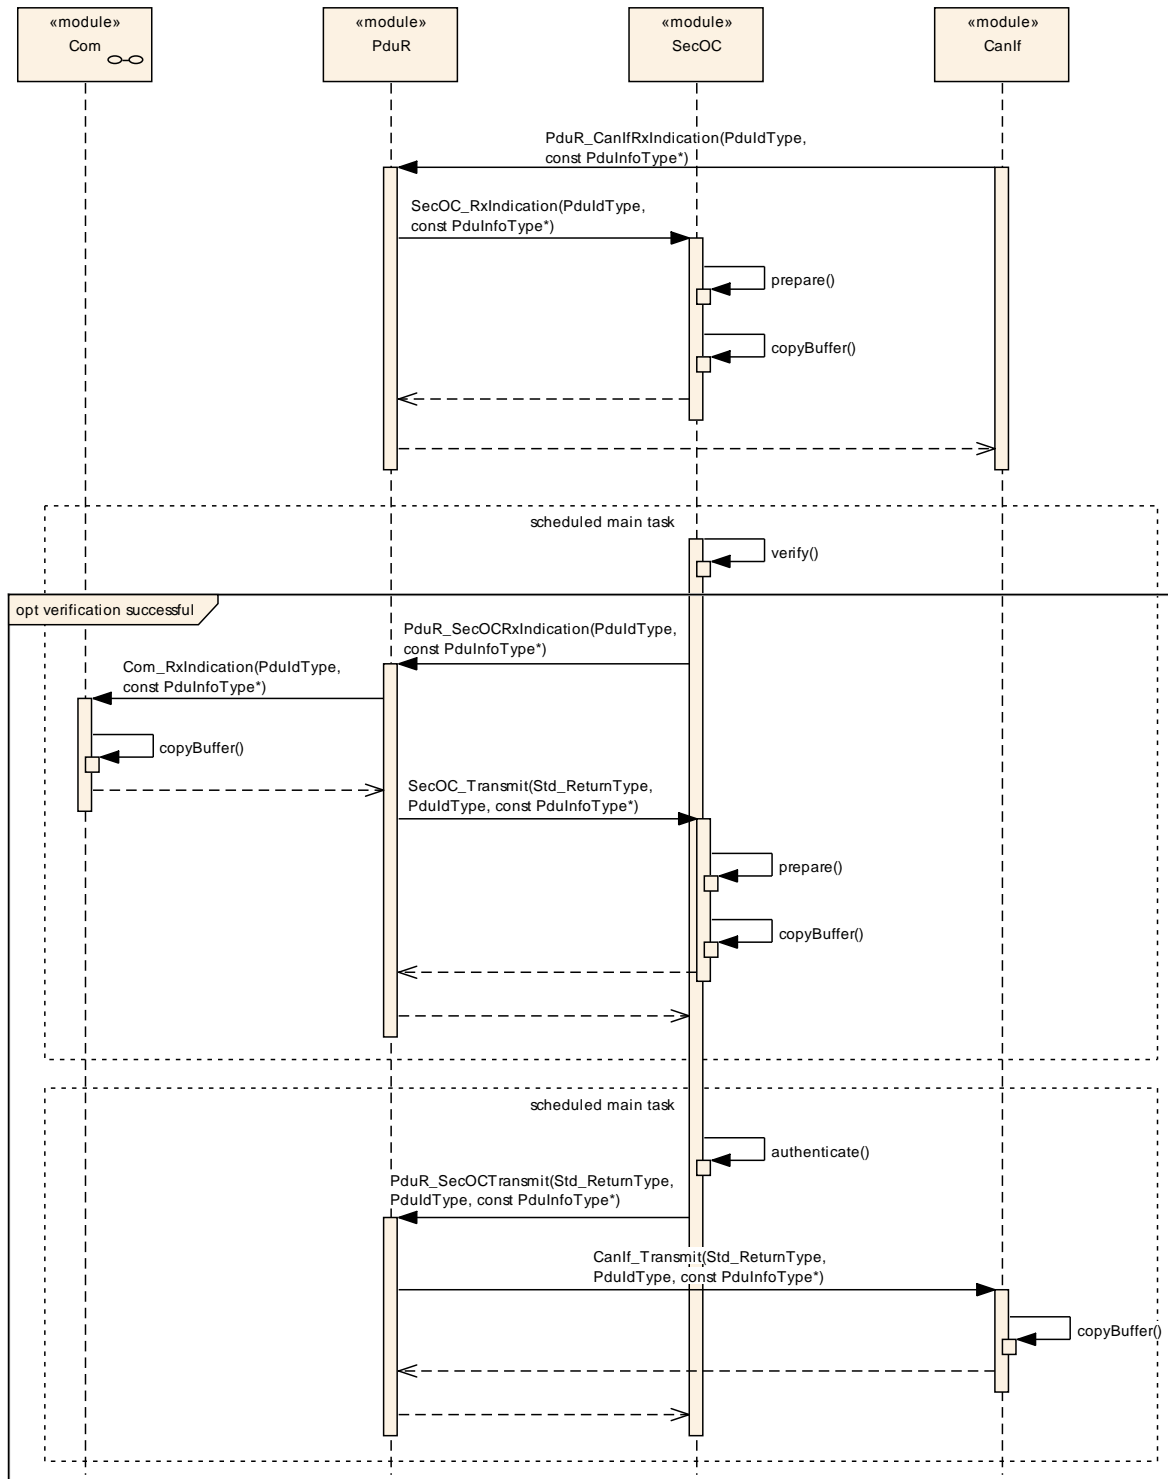 «module»
Com
«module»
PduR
«module»
SecOC
«module»
CanIf
PduR_CanIfRxIndication(PduIdType,
const PduInfoType*)
SecOC_RxIndication(PduIdType,
const PduInfoType*)
prepare()
copyBuffer()
scheduled main task
verify()
opt verification successful
PduR_SecOCRxIndication(PduIdType,
const PduInfoType*)
Com_RxIndication(PduIdType,
const PduInfoType*)
copyBuffer()
SecOC_Transmit(Std_ReturnType,
PduIdType, const PduInfoType*)
prepare()
copyBuffer()
scheduled main task
authenticate()
PduR_SecOCTransmit(Std_ReturnType,
PduIdType, const PduInfoType*)
CanIf_Transmit(Std_ReturnType,
PduIdType, const PduInfoType*)
copyBuffer()